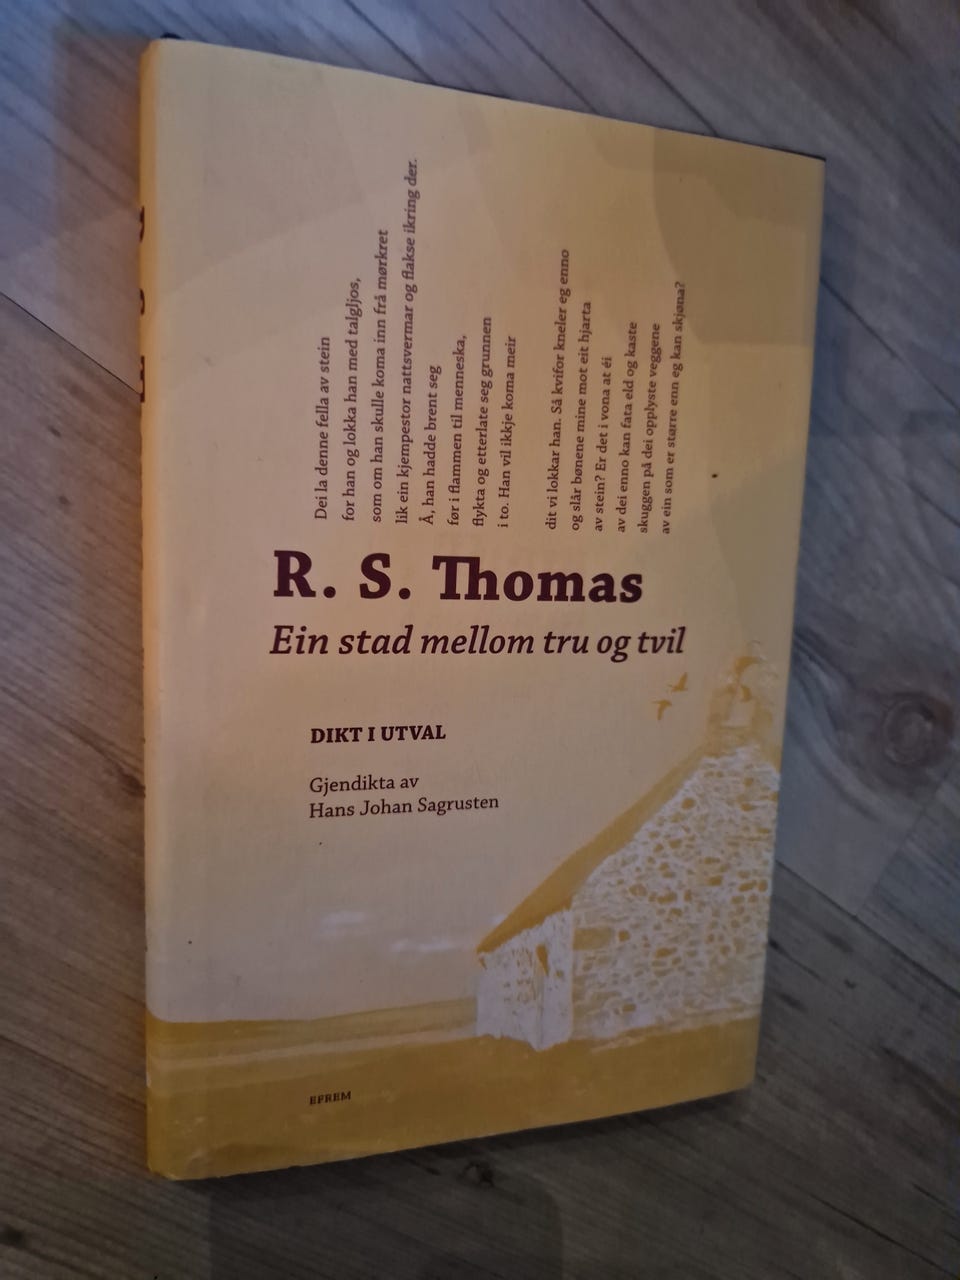 Dei la denne fella av stein
for han og lokka han med talgljos,
som om han skulle koma inn frå mørkret
lik ein kjempestor nattsvermar og flakse ikring der.
Å, han hadde brent seg
før i flammen til menneska,
flykta og etterlate seg grunnen
i to. Han vil ikkje koma meir
dit vi lokkar han. Så kvifor kneler eg enno
og slår bønene mine mot eit hjarta
av stein? Er det i vona at éi
av dei enno kan fata eld og kaste
skuggen på dei opplyste veggene
av ein som er større enn eg kan skjøna?
R. S. Thomas
Ein stad mellom tru og tvil
DIKT I UTVAL
Gjendikta av
Hans Johan Sagrusten
EFREM